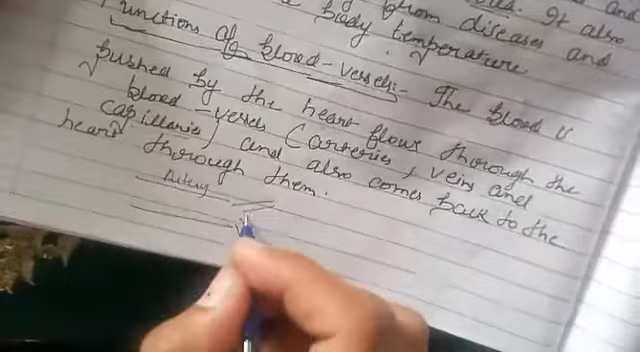 and
It also
from diseases and
body temperature.
Functions of blood-vessels:- The blood is
pushed by the heart flows through the
blood-vessels (arteries, veins and
capillaries) and also comes back to the
heart through them.
Artery